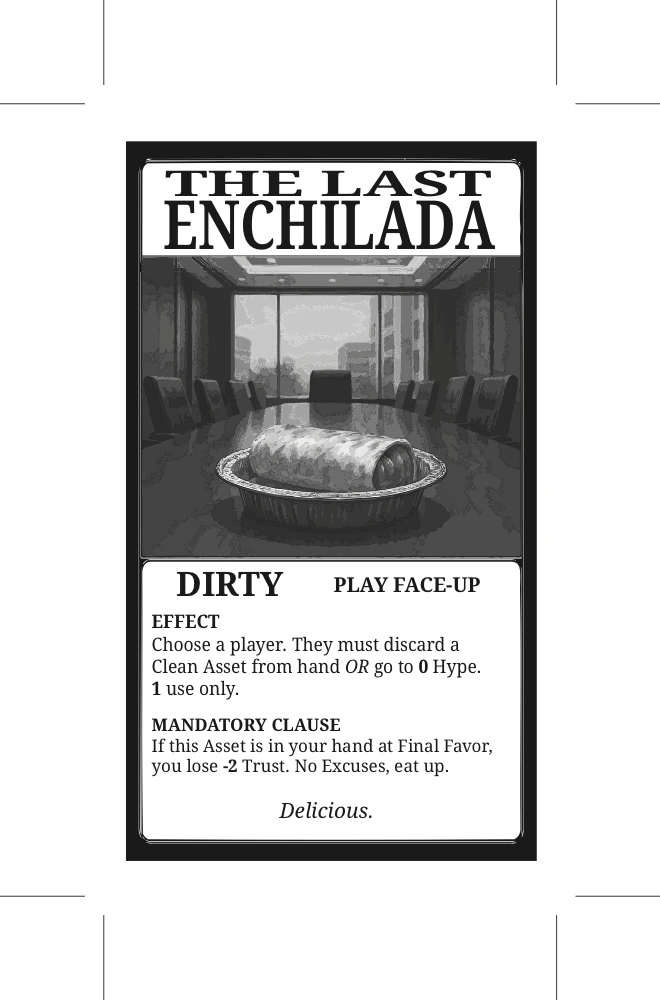 THE LAST
ENCHILADA
DIRTY PLAY FACE-UP
EFFECT
Choose a player. They must discard a
Clean Asset from hand OR go to 0 Hype.
1 use only.
MANDATORY CLAUSE
If this Asset is in your hand at Final Favor,
you lose -2 Trust. No Excuses, eat up.
Delicious.